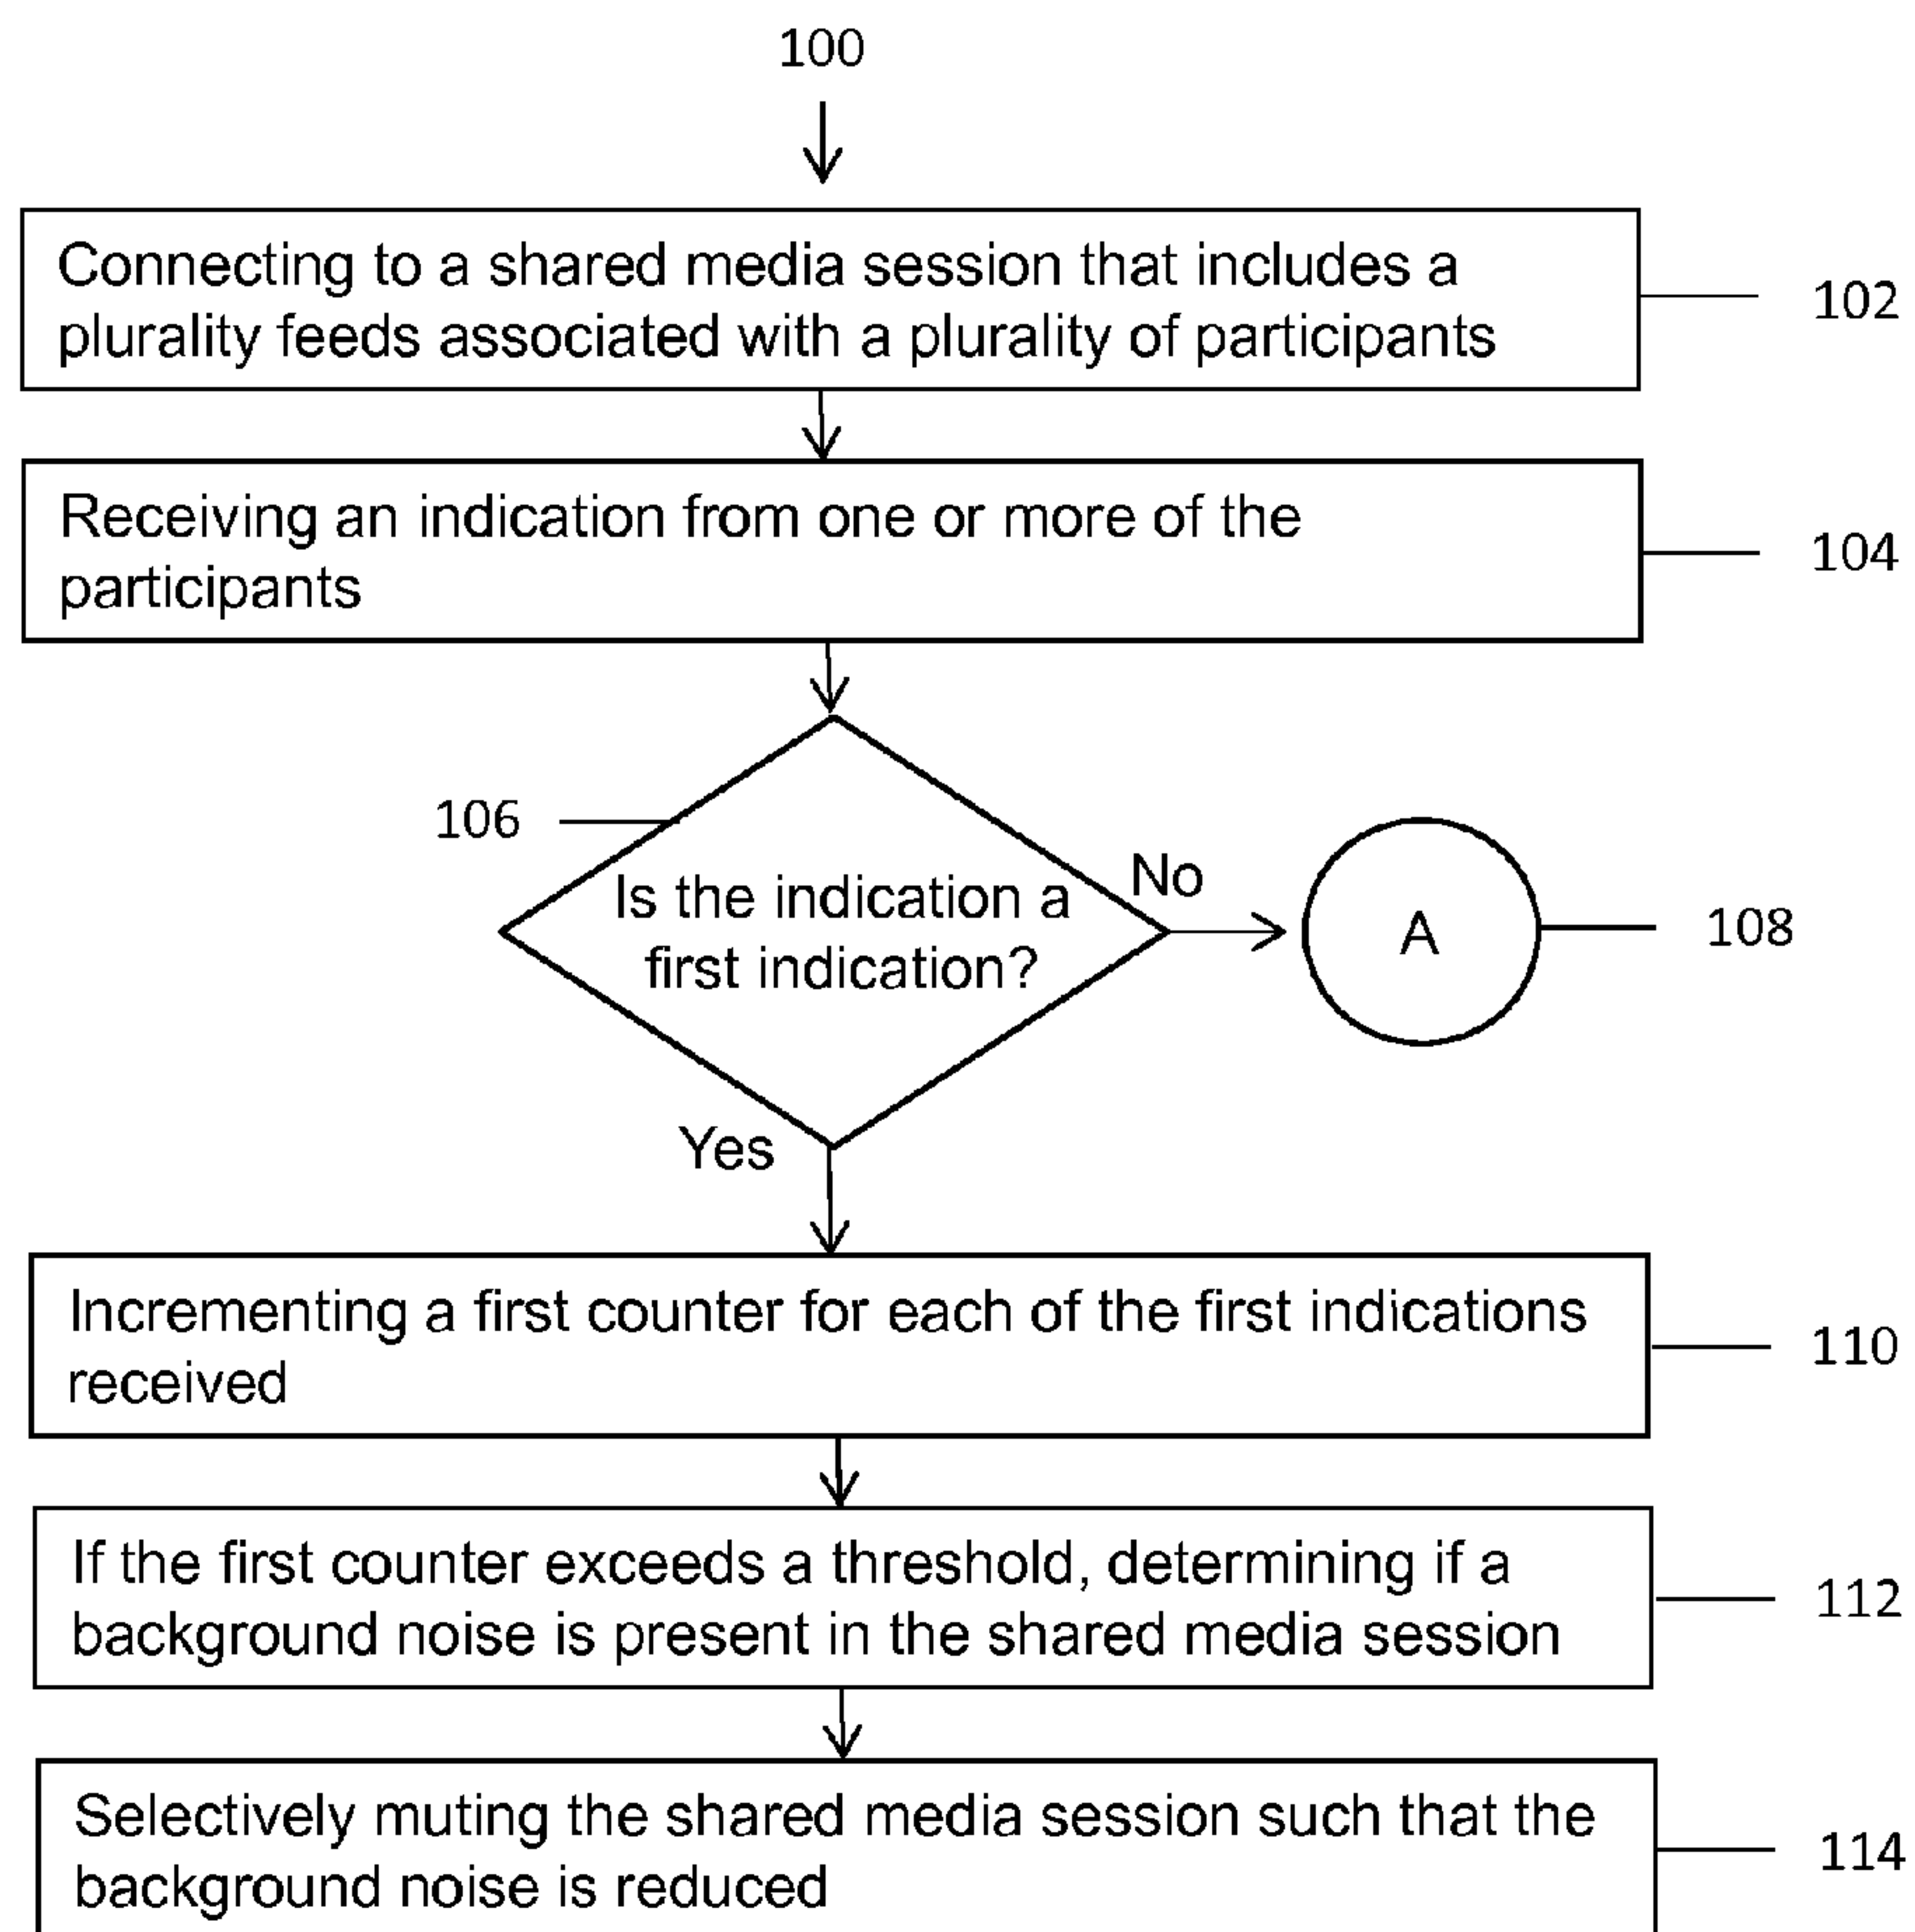 100
Connecting to a shared media session that includes a
plurality feeds associated with a plurality of participants
102
Receiving an indication from one or more of the
participants
104
106
Is the indication a
first indication?
No
A
108
Yes
Incrementing a first counter for each of the first indications
received
110
If the first counter exceeds a threshold, determining if a
background noise is present in the shared media session
112
Selectively muting the shared media session such that the
background noise is reduced
114